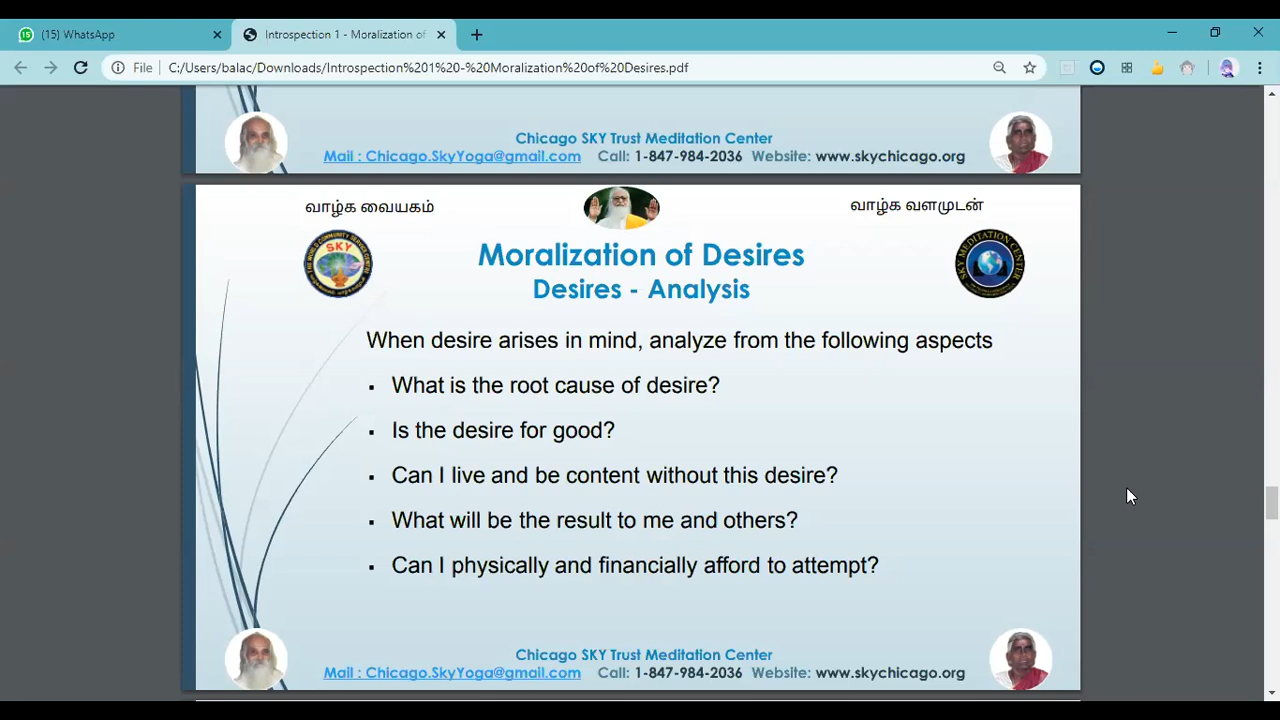 (15) WhatsApp
Introspection 1 - Moralization of
File
C:/Users/balac/Downloads/Introspection%201%20-%20Moralization%20of%20Desires.pdf
Chicago SKY Trust Meditation Center
Mail : Chicago.SkyYoga@gmail.com Call: 1-847-984-2036 Website: www.skychicago.org
வாழ்க வையகம்
வாழ்க வளமுடன்
SKY
Moralization of Desires
Desires - Analysis
When desire arises in mind, analyze from the following aspects
▪ What is the root cause of desire?
▪ Is the desire for good?
▪ Can I live and be content without this desire?
▪ What will be the result to me and others?
▪ Can I physically and financially afford to attempt?
Chicago SKY Trust Meditation Center
Mail : Chicago.SkyYoga@gmail.com Call: 1-847-984-2036 Website: www.skychicago.org